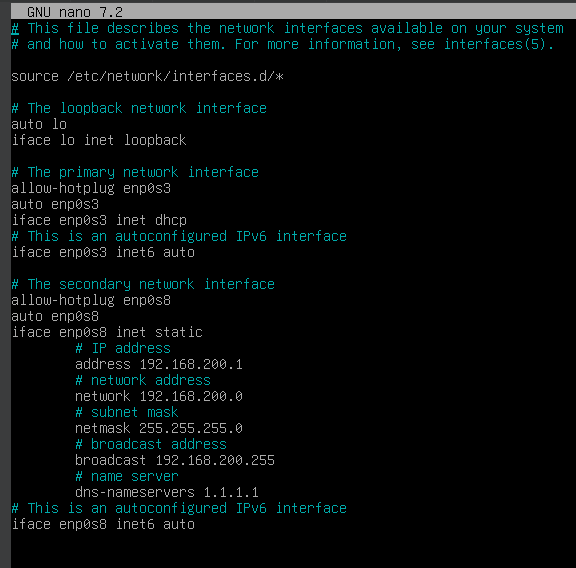 GNU nano 7.2
# This file describes the network interfaces available on your system
# and how to activate them. For more information, see interfaces(5).
source /etc/network/interfaces.d/*
# The loopback network interface
auto lo
iface lo inet loopback
# The primary network interface
allow-hotplug enp0s3
auto enp0s3
iface enp0s3 inet dhcp
# This is an autoconfigured IPv6 interface
iface enp0s3 inet6 auto
# The secondary network interface
allow-hotplug enp0s8
auto enp0s8
iface enp0s8 inet static
# IP address
address 192.168.200.1
# network address
network 192.168.200.0
# subnet mask
netmask 255.255.255.0
# broadcast address
broadcast 192.168.200.255
# name server
dns-nameservers 1.1.1.1
# This is an autoconfigured IPv6 interface
iface enp0s8 inet6 auto